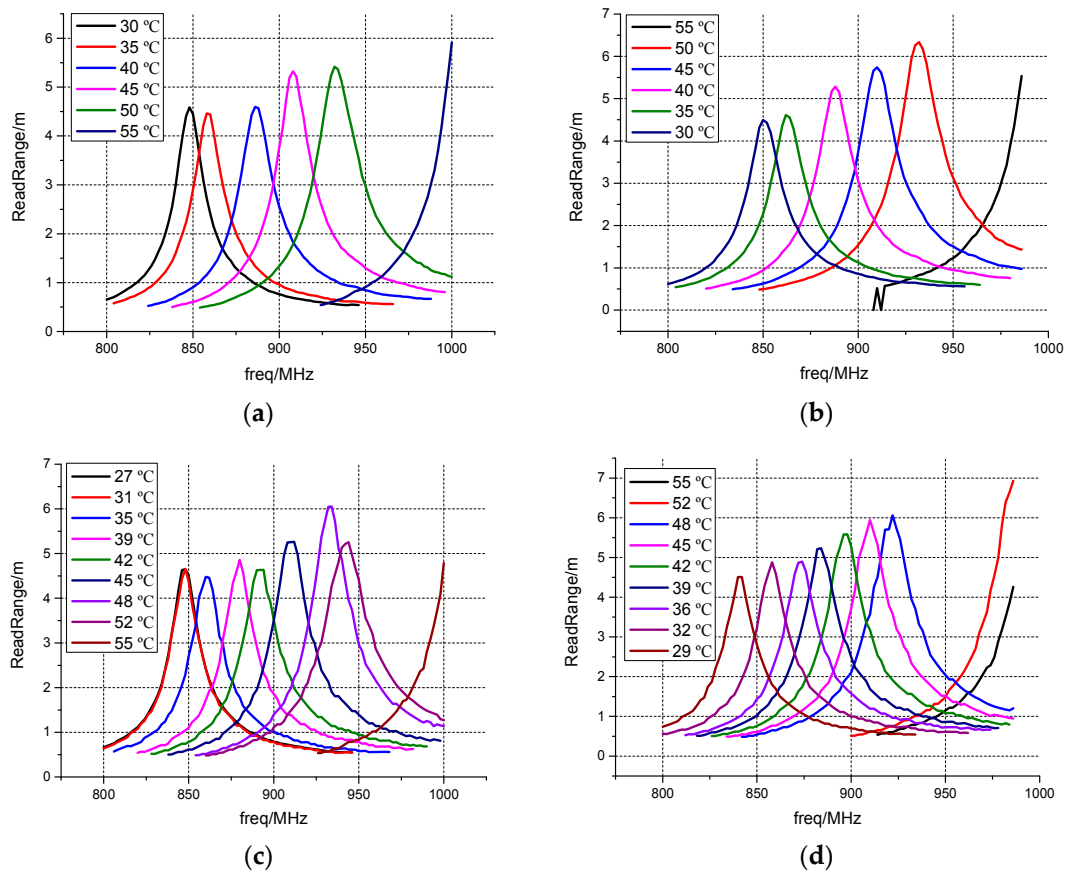 30 ºC
35 ºC
40 ºC
45 ºC
50 ºC
55 ºC
6
5
4
3
2
1
0
ReadRange/m
800 850 900 950 1000
freq/MHz
(a)
55 ºC
50 ºC
45 ºC
40 ºC
35 ºC
30 ºC
7
6
5
4
3
2
1
0
ReadRange/m
800 850 900 950 1000
freq/MHz
(b)
27 ºC
31 ºC
35 ºC
39 ºC
42 ºC
45 ºC
48 ºC
52 ºC
55 ºC
7
6
5
4
3
2
1
0
ReadRange/m
800 850 900 950 1000
freq/MHz
(c)
55 ºC
52 ºC
48 ºC
45 ºC
42 ºC
39 ºC
36 ºC
32 ºC
29 ºC
7
6
5
4
3
2
1
0
ReadRange/m
800 850 900 950 1000
freq/MHz
(d)